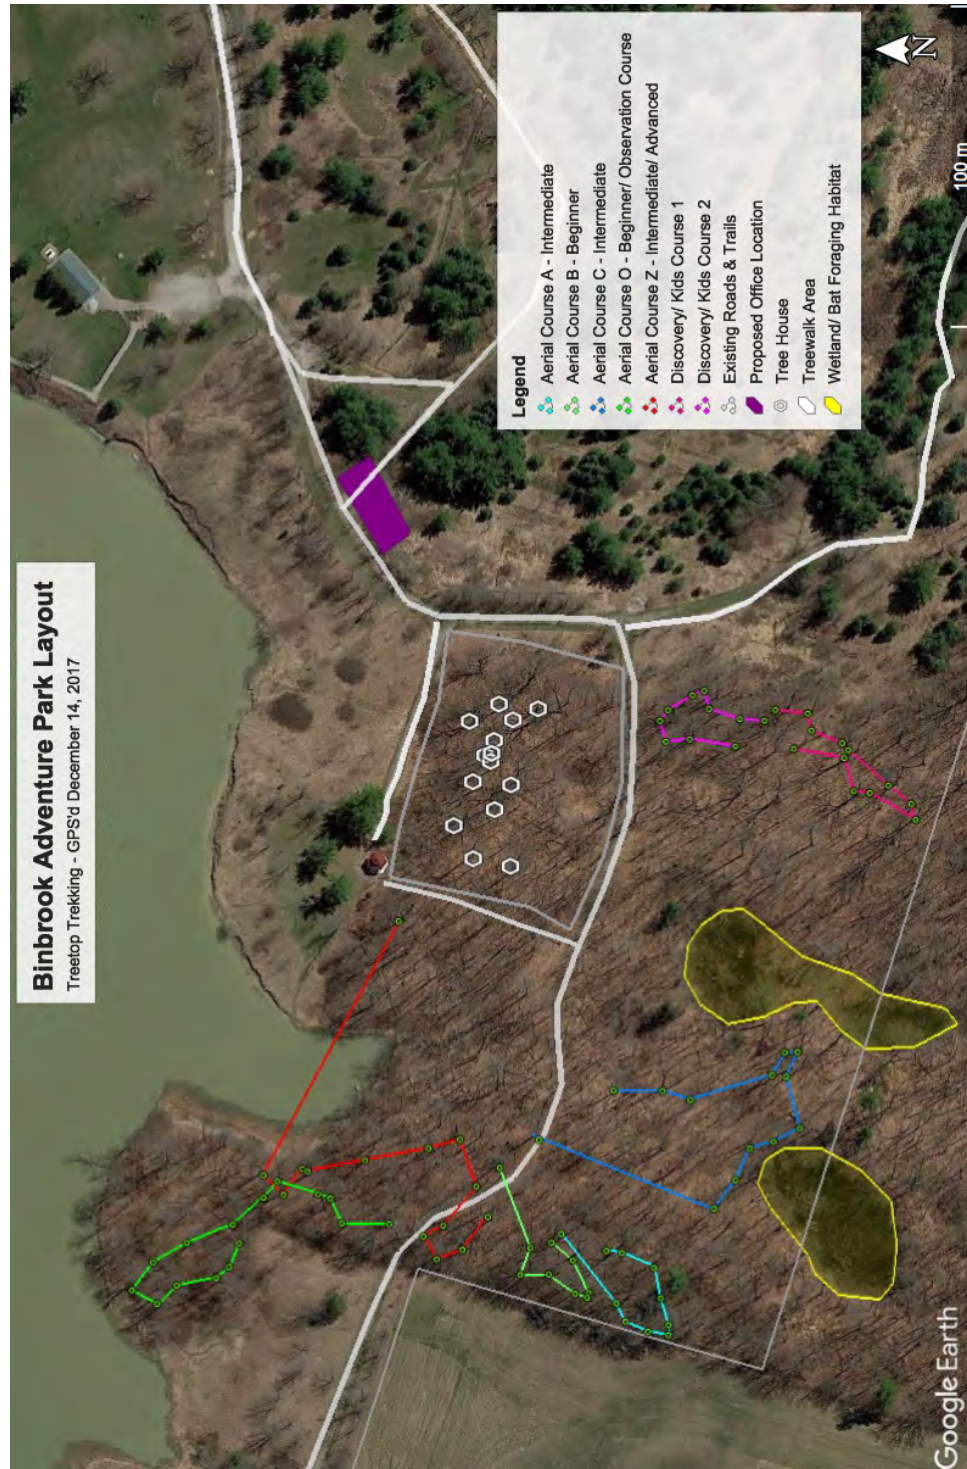 Binbrook Adventure Park Layout
Treetop Trekking - GPS'd December 14, 2017
Legend
Aerial Course A - Intermediate
Aerial Course B - Beginner
Aerial Course C - Intermediate
Aerial Course O - Beginner/ Observation Course
Aerial Course Z - Intermediate/ Advanced
Discovery/ Kids Course 1
Discovery/ Kids Course 2
Existing Roads & Trails
Proposed Office Location
Tree House
Treewalk Area
Wetland/ Bat Foraging Habitat
N
100 m
Google Earth